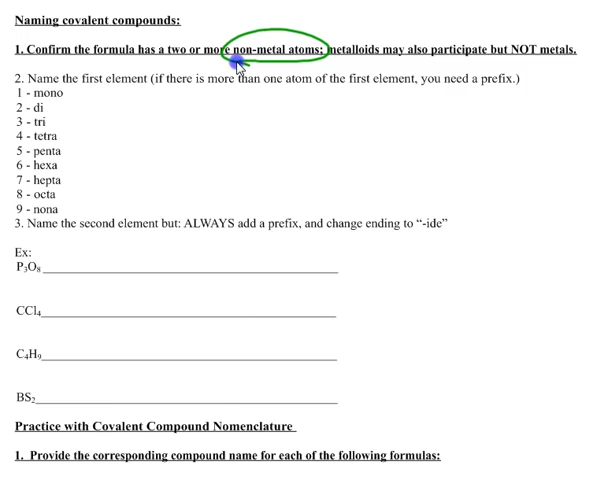 Naming covalent compounds:
1. Confirm the formula has a two or more non-metal atoms; metalloids may also participate but NOT metals.
2. Name the first element (if there is more than one atom of the first element, you need a prefix.)
1 - mono
2 - di
3 - tri
4 - tetra
5 - penta
6 - hexa
7 - hepta
8 - octa
9 - nona
3. Name the second element but: ALWAYS add a prefix, and change ending to “-ide”
Ex:
P₃O₈
CCl₄
C₄H₉
BS₂
Practice with Covalent Compound Nomenclature
1. Provide the corresponding compound name for each of the following formulas: